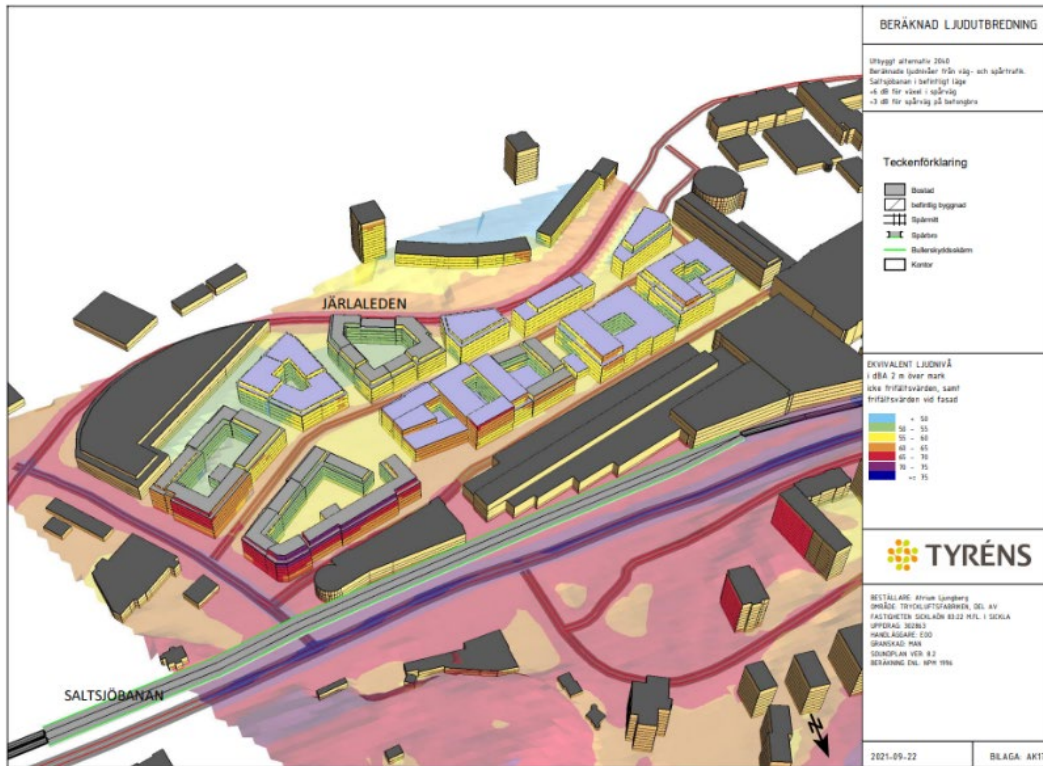 BERÄKNAD LJUDUTBREDNING
Utbyggt alternativ 2040
Beräknade ljudnivåer från väg- och spårtrafik.
Saltsjöbanan i befintligt läge
+6 dB för växel i spårväg
+3 dB för spårväg på betongbro
Teckenförklaring
Bostad
befintlig byggnad
Spårmitt
Spårbro
Bullerskyddsskärm
Kontor
JÄRLALEDEN
SALTSJÖBANAN
EKVIVALENT LJUDNIVÅ
i dBA 2 m över mark
icke frifältsvärden, samt
frifältsvärden vid fasad
< 50
50 - 55
55 - 60
60 - 65
65 - 70
70 - 75
>= 75
TYRÉNS
BESTÄLLARE: Atrium Ljungberg
OMRÅDE: TRYCKLUFTSFABRIKEN, DEL AV
FASTIGHETEN SICKLAÖN 83:22 M.FL. I SICKLA
UPPDRAG: 302863
HANDLÄGGARE: EOO
GRANSKAD: MAN
SOUNDPLAN VER: 8.2
BERÄKNING ENL: NPM 1996
N
2021-09-22
BILAGA: AK17